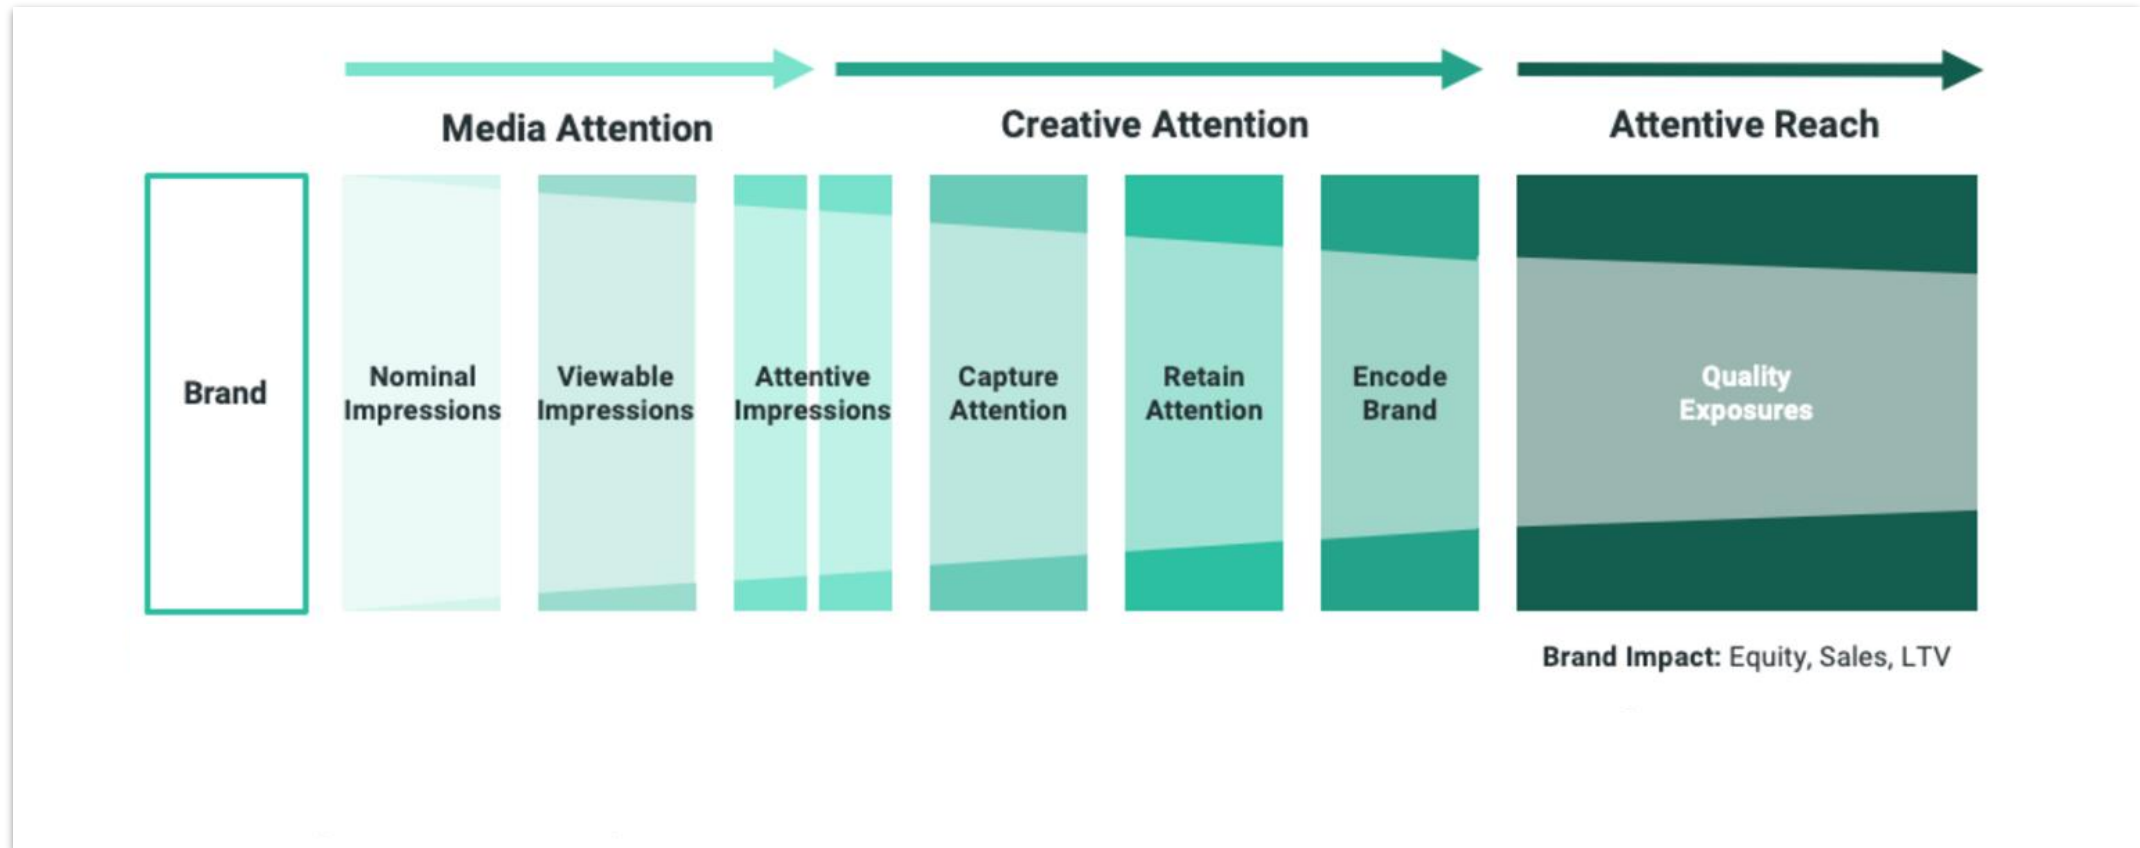 Media Attention
Creative Attention
Attentive Reach
Brand
Nominal
Impressions
Viewable
Impressions
Attentive
Impressions
Capture
Attention
Retain
Attention
Encode
Brand
Quality
Exposures
Brand Impact: Equity, Sales, LTV